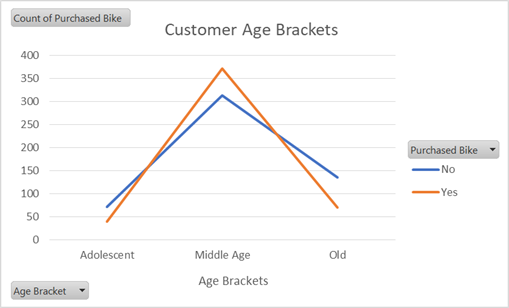 Count of Purchased Bike
Customer Age Brackets
400
350
300
250
200
150
100
50
0
Adolescent Middle Age Old
Age Brackets
Purchased Bike
No
Yes
Age Bracket